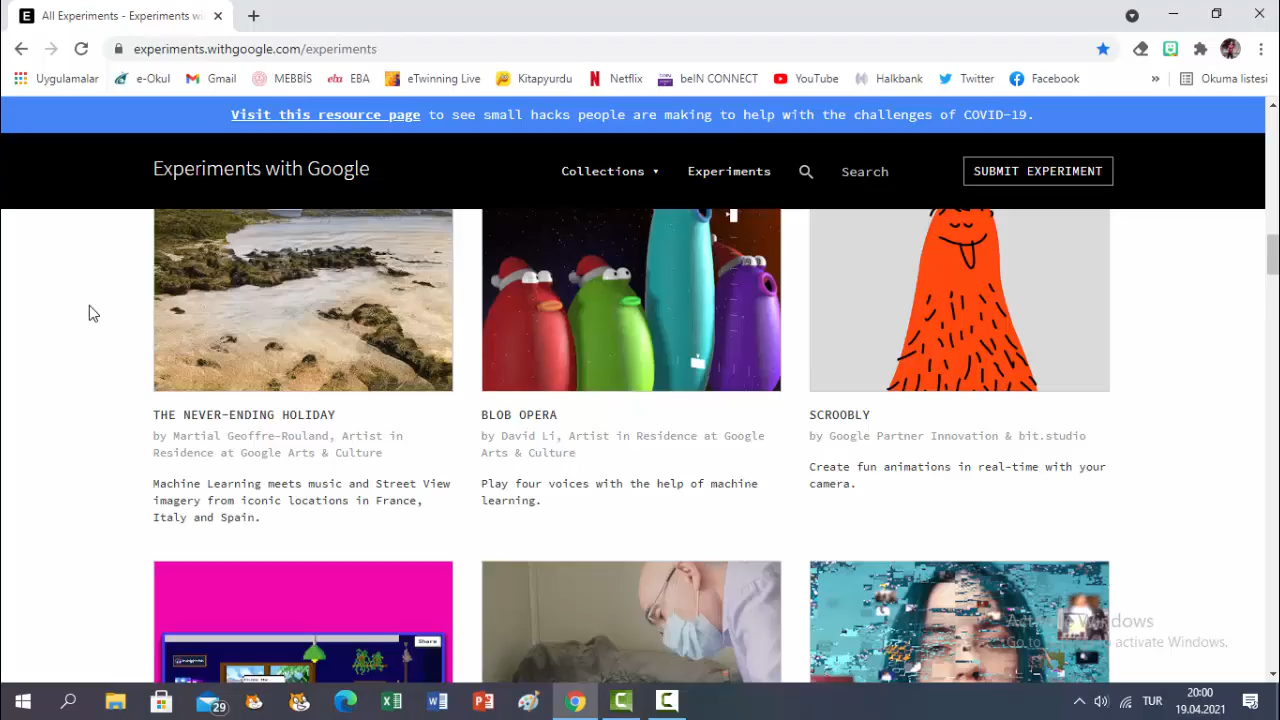 All Experiments - Experiments wi
experiments.withgoogle.com/experiments
Uygulamalar e-Okul Gmail MEBBİS EBA eTwinning Live Kitapyurdu Netflix beIN CONNECT YouTube Halkbank Twitter Facebook » Okuma listesi
Visit this resource page to see small hacks people are making to help with the challenges of COVID-19.
Experiments with Google Collections Experiments Search SUBMIT EXPERIMENT
THE NEVER-ENDING HOLIDAY
by Martial Geoffre-Rouland, Artist in
Residence at Google Arts & Culture
Machine Learning meets music and Street View
imagery from iconic locations in France,
Italy and Spain.
BLOB OPERA
by David Li, Artist in Residence at Google
Arts & Culture
Play four voices with the help of machine
learning.
SCROOBLY
by Google Partner Innovation & bit.studio
Create fun animations in real-time with your
camera.
Share
Activate Windows
Go to to activate Windows.
29
TUR
20:00
19.04.2021